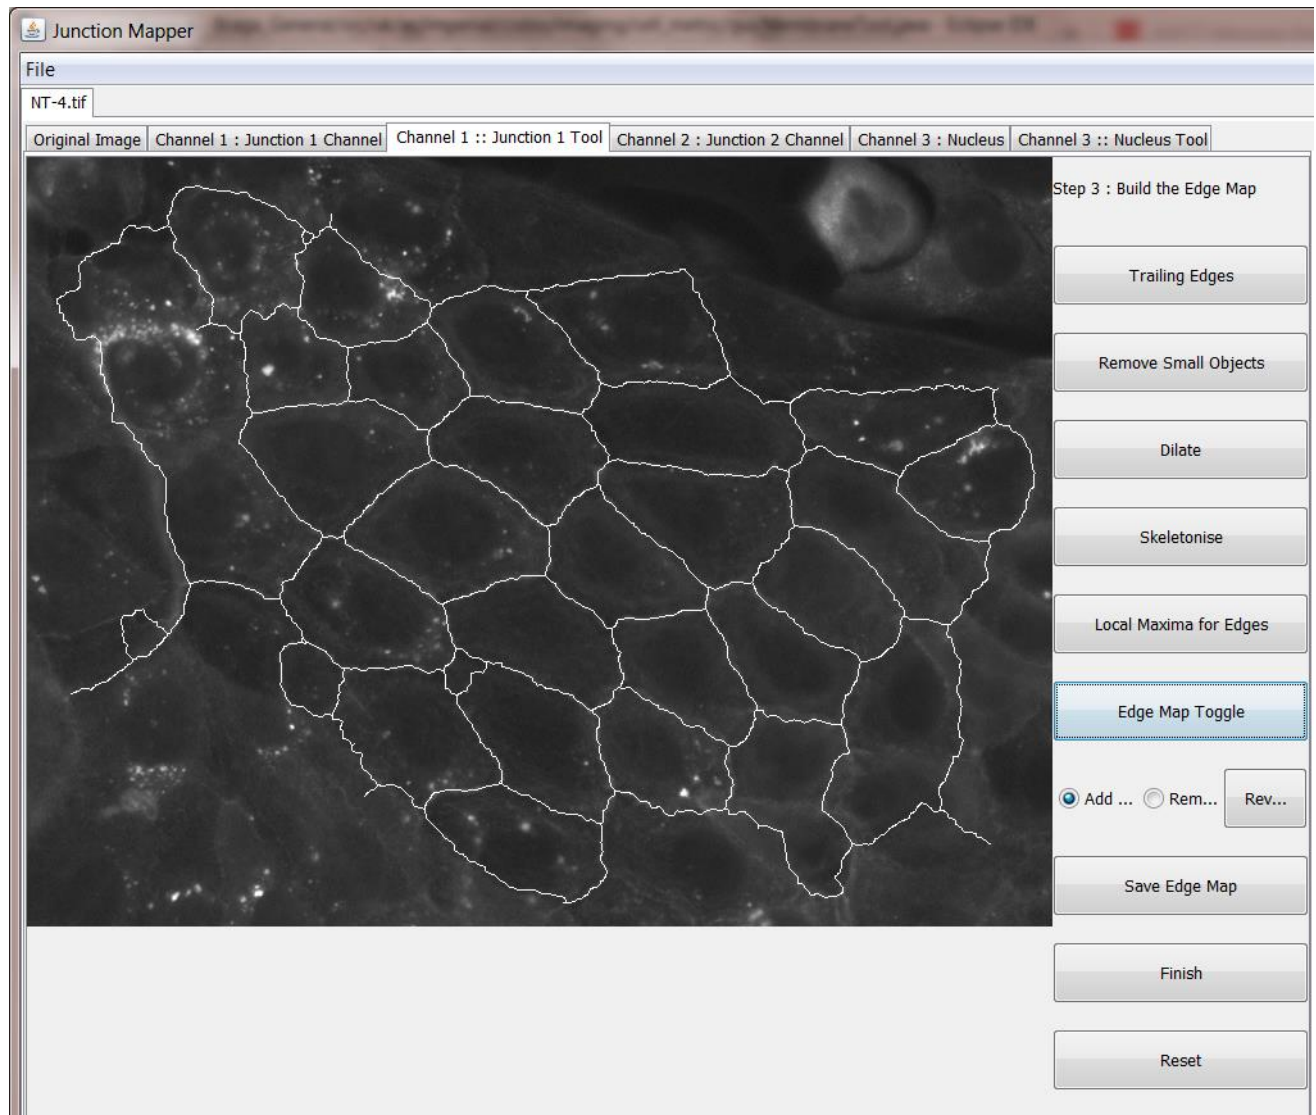 Junction Mapper
File
NT-4.tif
Original Image Channel 1 : Junction 1 Channel Channel 1 :: Junction 1 Tool Channel 2 : Junction 2 Channel Channel 3 : Nucleus Channel 3 :: Nucleus Tool
Step 3 : Build the Edge Map
Trailing Edges
Remove Small Objects
Dilate
Skeletonise
Local Maxima for Edges
Edge Map Toggle
Add ... Rem... Rev...
Save Edge Map
Finish
Reset